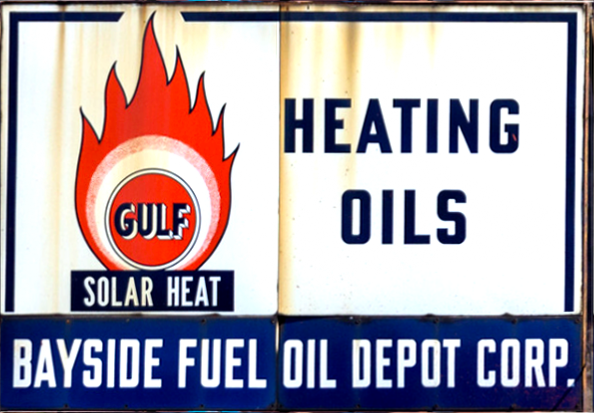 GULF
SOLAR HEAT
HEATING
OILS
BAYSIDE FUEL OIL DEPOT CORP.